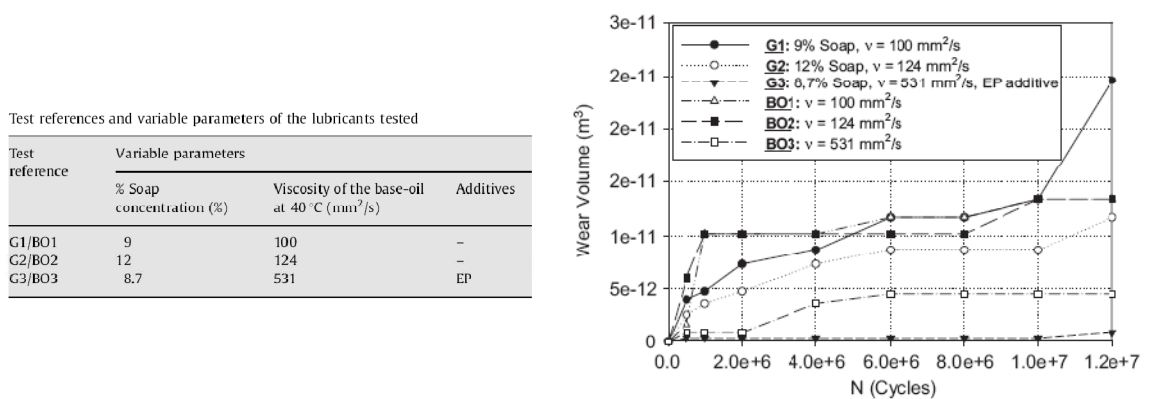 Test references and variable parameters of the lubricants tested
Test reference
Variable parameters
% Soap concentration (%)
Viscosity of the base-oil at 40 °C (mm²/s)
Additives
G1/BO1 9 100 –
G2/BO2 12 124 –
G3/BO3 8.7 531 EP
Wear Volume (m³)
3e-11
2e-11
2e-11
2e-11
1e-11
5e-12
0
G1: 9% Soap, ν = 100 mm²/s
G2: 12% Soap, ν = 124 mm²/s
G3: 8,7% Soap, ν = 531 mm²/s, EP additive
BO1: ν = 100 mm²/s
BO2: ν = 124 mm²/s
BO3: ν = 531 mm²/s
0.0 2.0e+6 4.0e+6 6.0e+6 8.0e+6 1.0e+7 1.2e+7
N (Cycles)